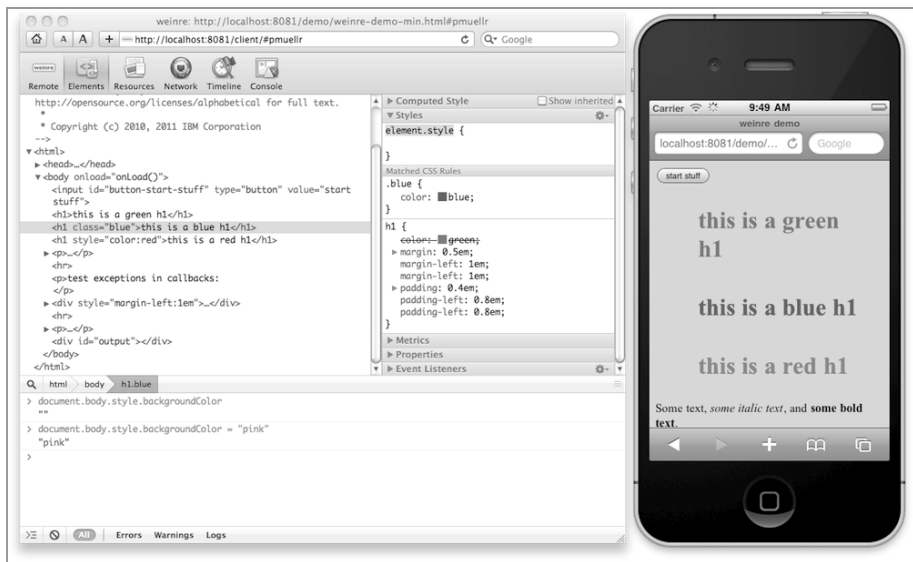 weinre: http://localhost:8081/demo/weinre-demo-min.html#pmuellr
A A + http://localhost:8081/client/#pmuellr Google
weinre
Remote Elements Resources Network Timeline Console
http://opensource.org/licenses/alphabetical for full text.
*
* Copyright (c) 2010, 2011 IBM Corporation
-->
<html>
<head>…</head>
<body onload="onLoad()">
<input id="button-start-stuff" type="button" value="start
stuff">
<h1>this is a green h1</h1>
<h1 class="blue">this is a blue h1</h1>
<h1 style="color:red">this is a red h1</h1>
<p>…</p>
<hr>
<p>test exceptions in callbacks:
</p>
<div style="margin-left:1em">…</div>
<hr>
<p>…</p>
<div id="output"></div>
</body>
</html>
html body h1.blue
Computed Style Show inherited
Styles
element.style {
}
Matched CSS Rules
.blue {
color: blue;
}
h1 {
color: green;
margin: 0.5em;
margin-left: 1em;
margin-left: 1em;
padding: 0.4em;
padding-left: 0.8em;
padding-left: 0.8em;
}
Metrics
Properties
Event Listeners
> document.body.style.backgroundColor
""
> document.body.style.backgroundColor = "pink"
"pink"
>
All Errors Warnings Logs
Carrier 9:49 AM
weinre demo
localhost:8081/demo/... Google
start stuff
this is a green
h1
this is a blue h1
this is a red h1
Some text, some italic text, and some bold
text.